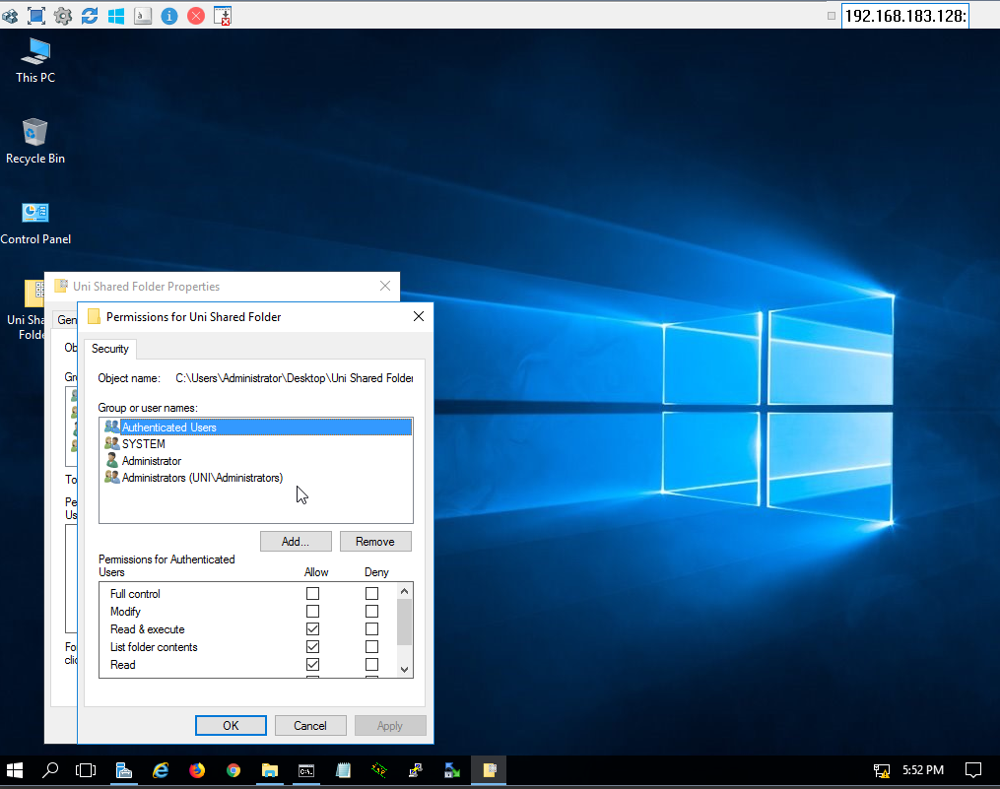 192.168.183.128:
This PC
Recycle Bin
Control Panel
Uni Sha
Folde
Uni Shared Folder Properties
Gen
Permissions for Uni Shared Folder
Security
Ob
Object name: C:\Users\Administrator\Desktop\Uni Shared Folder
Gr
Group or user names:
Authenticated Users
SYSTEM
Administrator
Administrators (UNI\Administrators)
To
Add...
Remove
Pe
Us
Permissions for Authenticated
Users
Allow
Deny
Full control
Modify
Read & execute
List folder contents
Read
Fo
clic
OK
Cancel
Apply
5:52 PM